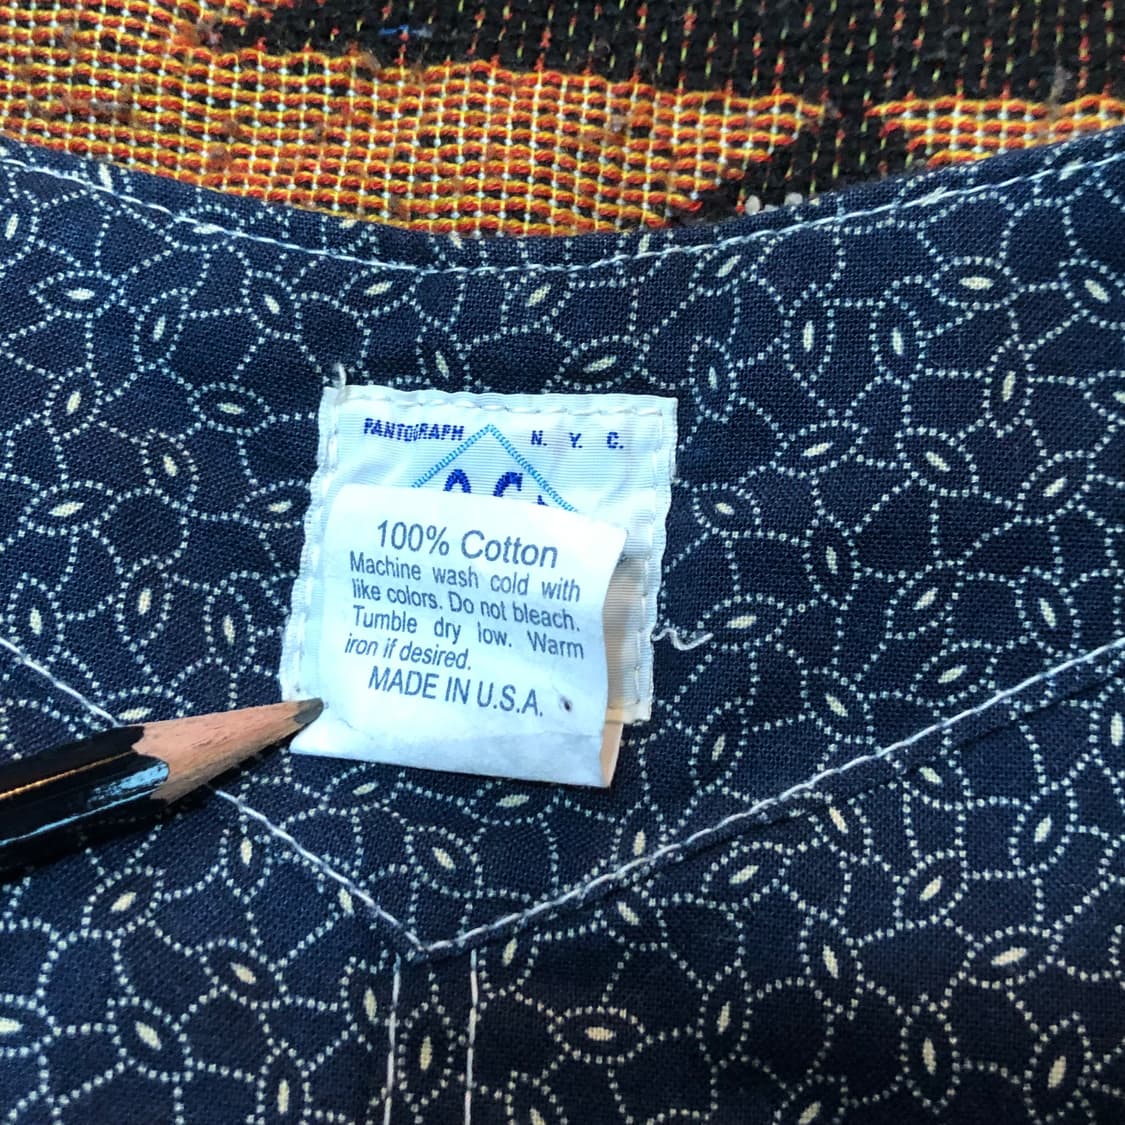 PANTOGRAPH N. Y. C.
100% Cotton
Machine wash cold with
like colors. Do not bleach.
Tumble dry low. Warm
iron if desired.
MADE IN U.S.A.